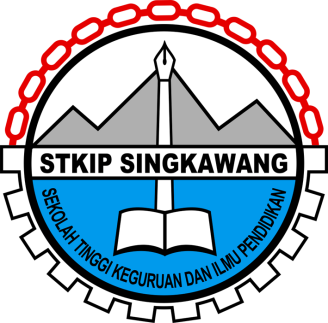 STKIP SINGKAWANG
SEKOLAH TINGGI KEGURUAN DAN ILMU PENDIDIKAN